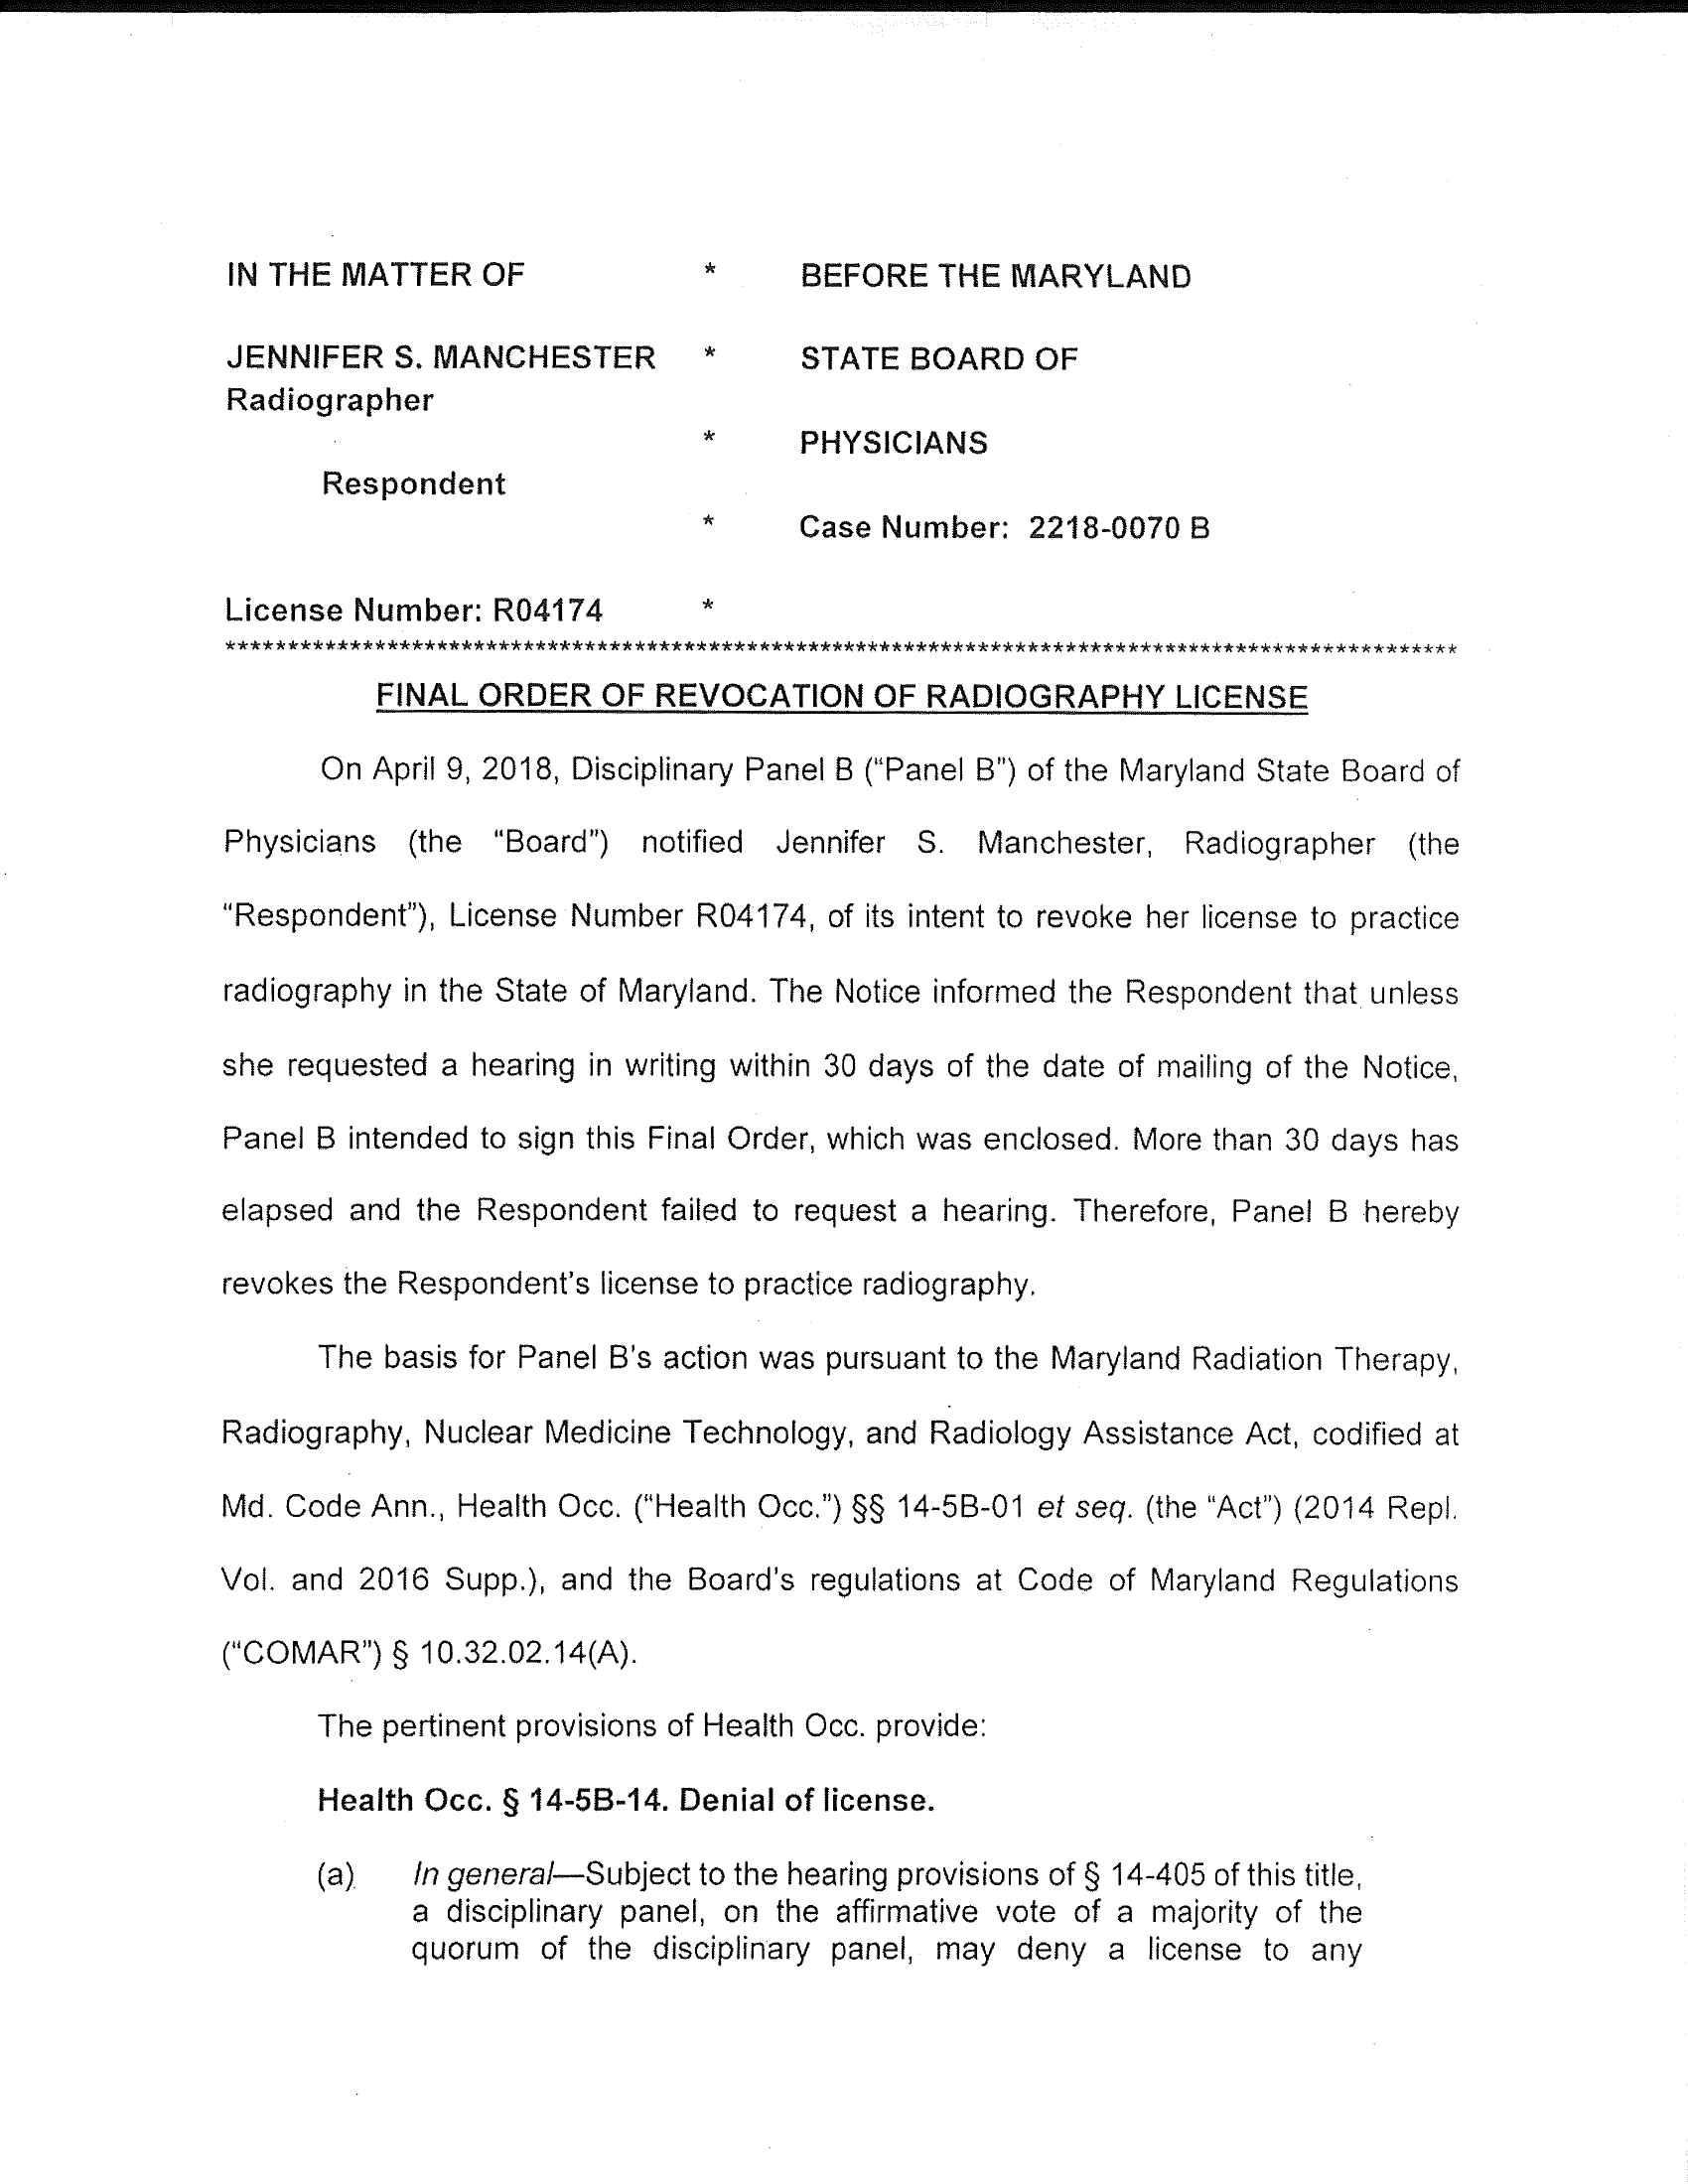 IN THE MATTER OF * BEFORE THE MARYLAND
JENNIFER S. MANCHESTER * STATE BOARD OF
Radiographer
* PHYSICIANS
Respondent
* Case Number: 2218-0070 B
License Number: R04174 *
****************************************************************************************************
FINAL ORDER OF REVOCATION OF RADIOGRAPHY LICENSE
On April 9, 2018, Disciplinary Panel B (“Panel B”) of the Maryland State Board of
Physicians (the “Board”) notified Jennifer S. Manchester, Radiographer (the
“Respondent”), License Number R04174, of its intent to revoke her license to practice
radiography in the State of Maryland. The Notice informed the Respondent that unless
she requested a hearing in writing within 30 days of the date of mailing of the Notice,
Panel B intended to sign this Final Order, which was enclosed. More than 30 days has
elapsed and the Respondent failed to request a hearing. Therefore, Panel B hereby
revokes the Respondent's license to practice radiography.
The basis for Panel B's action was pursuant to the Maryland Radiation Therapy,
Radiography, Nuclear Medicine Technology, and Radiology Assistance Act, codified at
Md. Code Ann., Health Occ. (“Health Occ.”) §§ 14-5B-01 et seq. (the “Act”) (2014 Repl.
Vol. and 2016 Supp.), and the Board's regulations at Code of Maryland Regulations
(“COMAR”) § 10.32.02.14(A).
The pertinent provisions of Health Occ. provide:
Health Occ. § 14-5B-14. Denial of license.
(a) In general—Subject to the hearing provisions of § 14-405 of this title,
a disciplinary panel, on the affirmative vote of a majority of the
quorum of the disciplinary panel, may deny a license to any